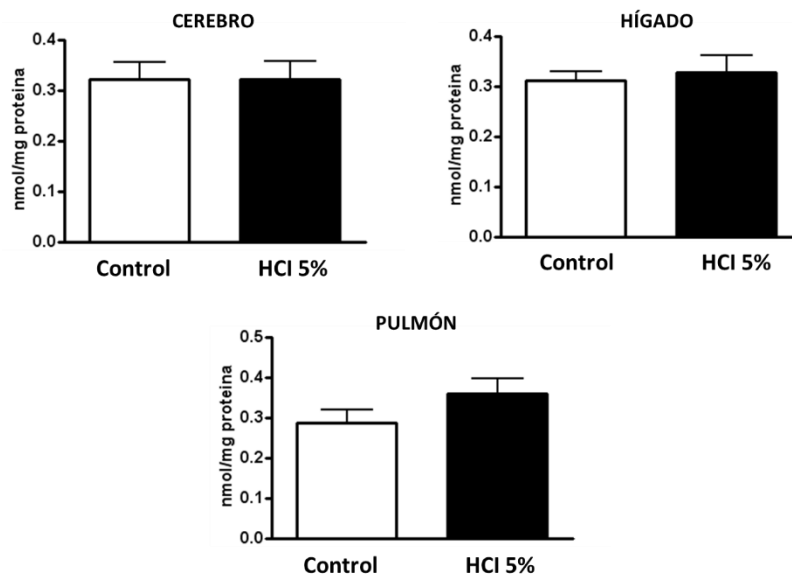 CEREBRO
nmol/mg proteina
0.4
0.3
0.2
0.1
0.0
Control
HCl 5%
HÍGADO
nmol/mg proteina
0.4
0.3
0.2
0.1
0.0
Control
HCl 5%
PULMÓN
nmol/mg proteina
0.5
0.4
0.3
0.2
0.1
0.0
Control
HCl 5%